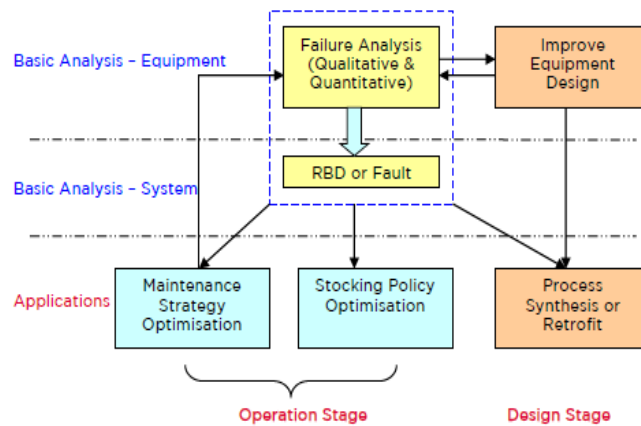 Basic Analysis – Equipment
Failure Analysis
(Qualitative &
Quantitative)
Improve
Equipment
Design
Basic Analysis – System
RBD or Fault
Applications
Maintenance
Strategy
Optimisation
Stocking Policy
Optimisation
Process
Synthesis or
Retrofit
Operation Stage
Design Stage